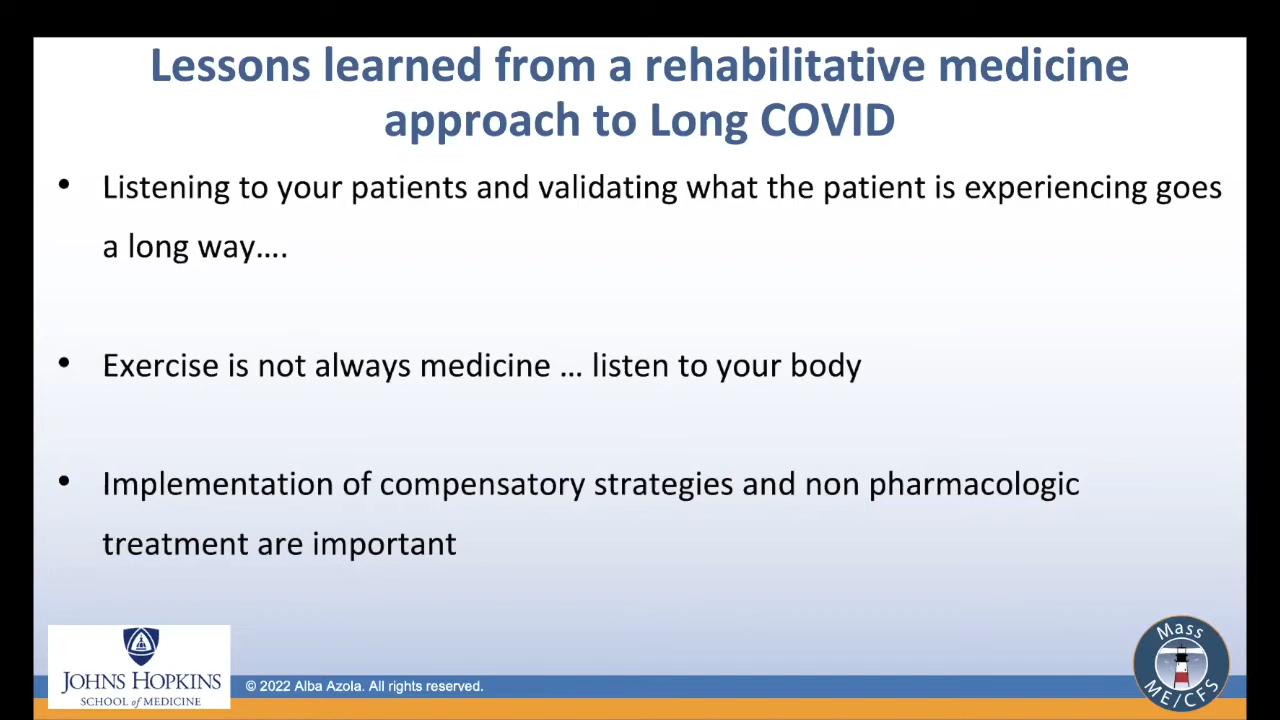 Lessons learned from a rehabilitative medicine
approach to Long COVID
• Listening to your patients and validating what the patient is experiencing goes
a long way….
• Exercise is not always medicine … listen to your body
• Implementation of compensatory strategies and non pharmacologic
treatment are important
JOHNS HOPKINS
SCHOOL of MEDICINE
© 2022 Alba Azola. All rights reserved.
Mass
ME/CFS